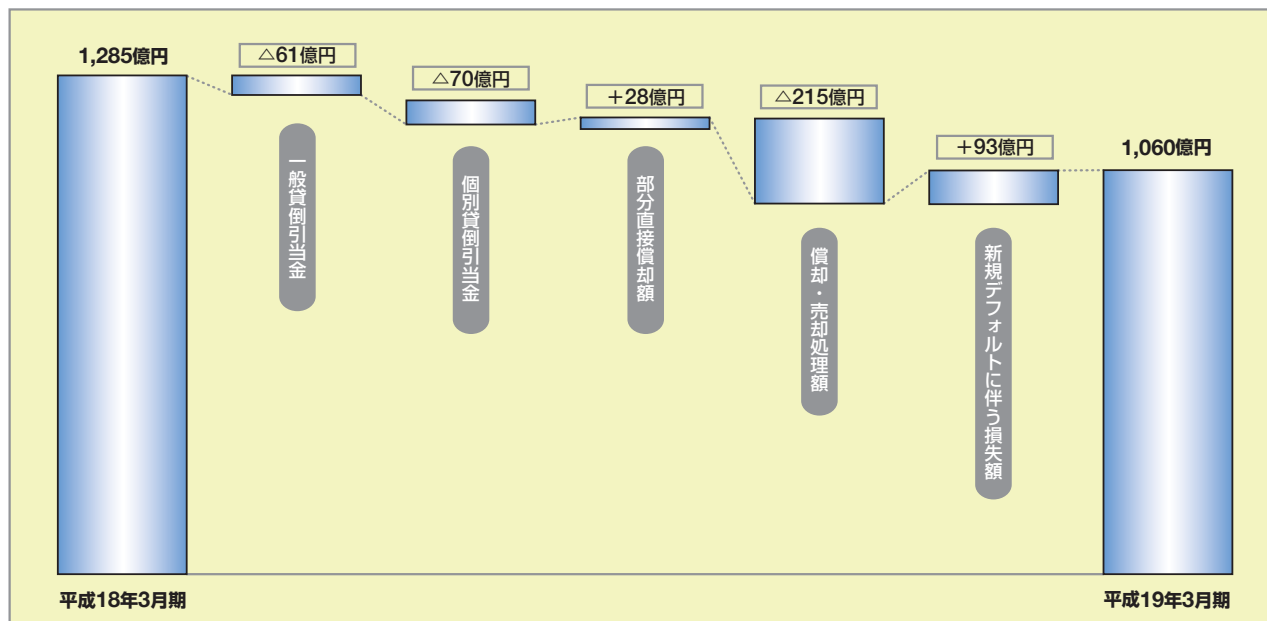 1,285億円
△61億円
△70億円
+28億円
△215億円
+93億円
1,060億円
一般貸倒引当金
個別貸倒引当金
部分直接償却額
償却・売却処理額
新規デフォルトに伴う損失額
平成18年3月期
平成19年3月期